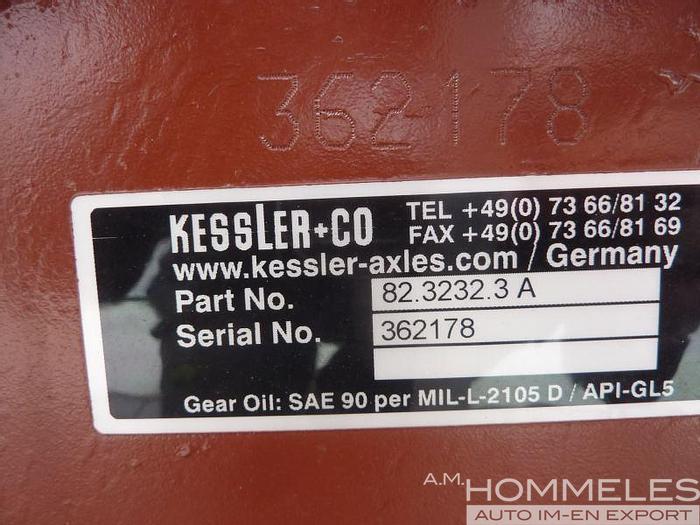 362178
KESSLER+CO
TEL +49(0) 73 66/81 32
FAX +49(0) 73 66/81 69
www.kessler-axles.com / Germany
Part No. 82.3232.3 A
Serial No. 362178
Gear Oil: SAE 90 per MIL-L-2105 D / API-GL5
A.M. HOMMELES
AUTO IM-EN EXPORT